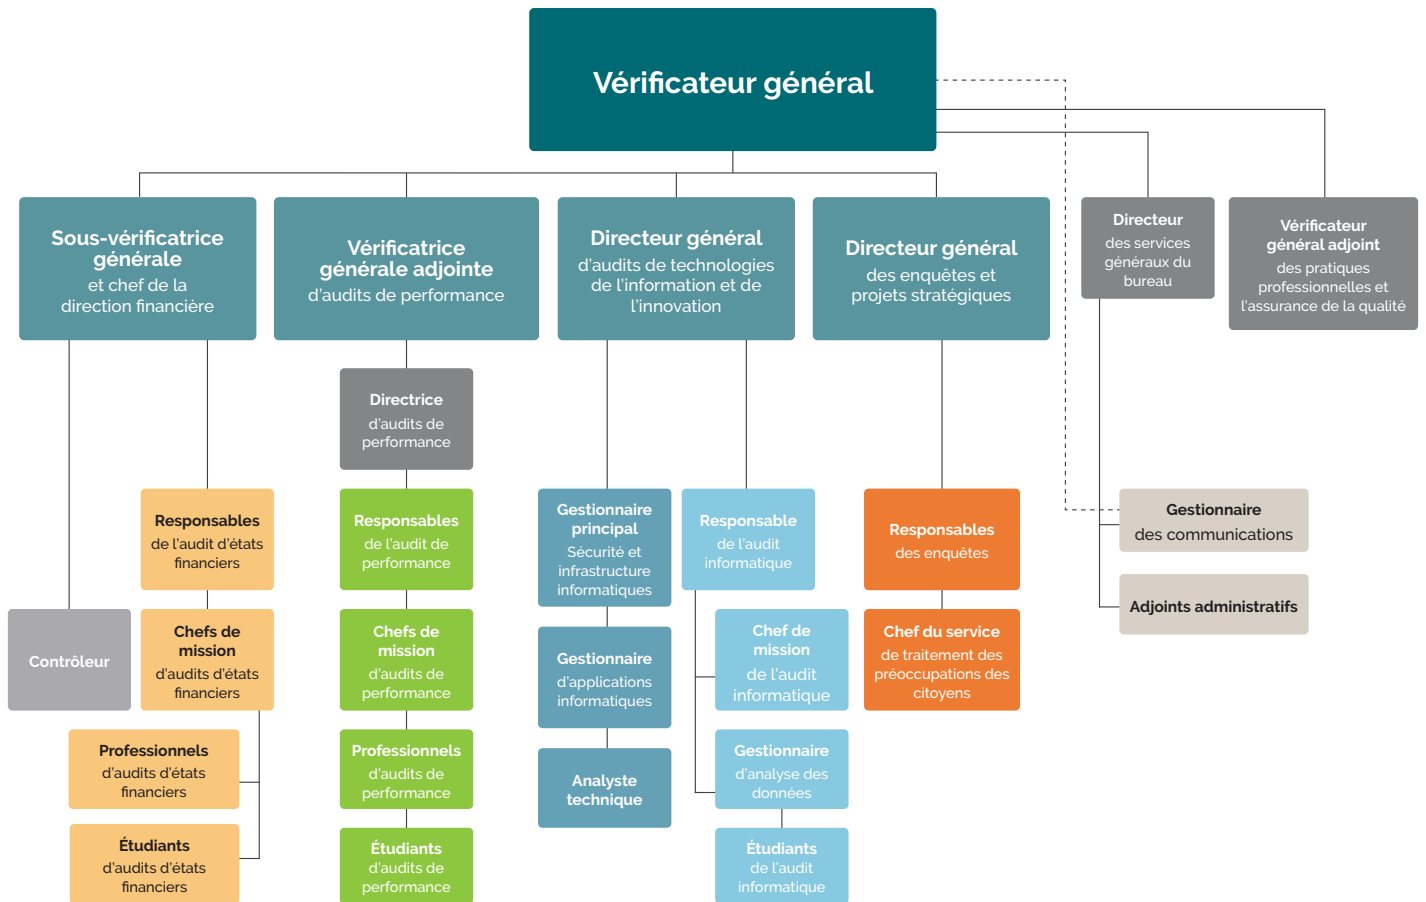 Vérificateur général
Sous-vérificatrice
générale
et chef de la
direction financière
Vérificatrice
générale adjointe
d'audits de performance
Directeur général
d'audits de technologies
de l'information et de
l'innovation
Directeur général
des enquêtes et
projets stratégiques
Directeur
des services
généraux du
bureau
Vérificateur
général adjoint
des pratiques
professionnelles et
l'assurance de la qualité
Directrice
d'audits de
performance
Responsables
de l'audit d'états
financiers
Responsables
de l'audit de
performance
Gestionnaire
principal
Sécurité et
infrastructure
informatiques
Responsable
de l'audit
informatique
Responsables
des enquêtes
Gestionnaire
des communications
Adjoints administratifs
Contrôleur
Chefs de
mission
d'audits d'états
financiers
Chefs de
mission
d'audits de
performance
Gestionnaire
d'applications
informatiques
Chef de
mission
de l'audit
informatique
Chef du service
de traitement des
préoccupations des
citoyens
Professionnels
d'audits d'états
financiers
Professionnels
d'audits de
performance
Analyste
technique
Gestionnaire
d'analyse des
données
Étudiants
d'audits d'états
financiers
Étudiants
d'audits de
performance
Étudiants
de l'audit
informatique